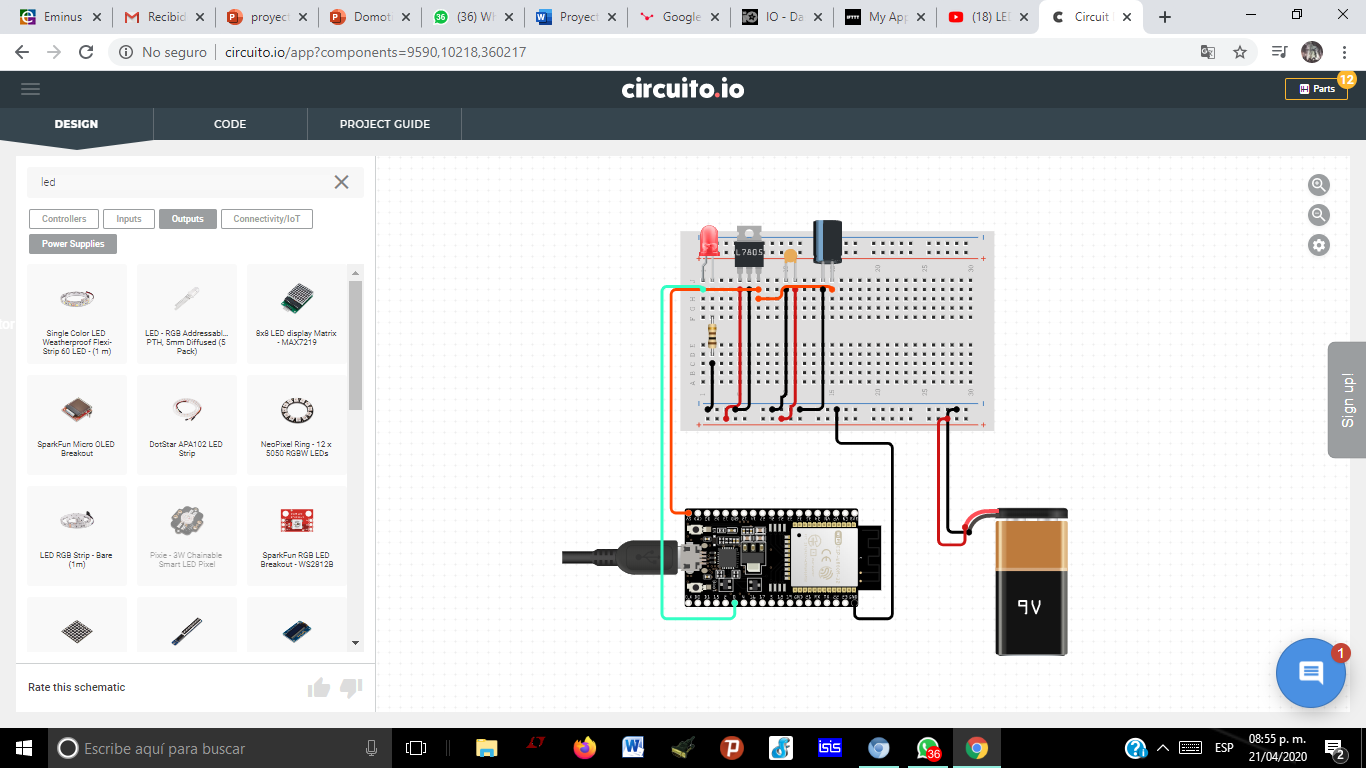 Eminus
Recibid
proyect
Domoti
(36) Wh
Proyect
Google
IO - Da
My App
(18) LED
Circuit
No seguro
circuito.io/app?components=9590,10218,360217
circuito.io
Parts
12
DESIGN
CODE
PROJECT GUIDE
led
Controllers
Inputs
Outputs
Connectivity/IoT
Power Supplies
Single Color LED
Weatherproof Flexi-
Strip 60 LED - (1 m)
LED - RGB Addressabl...
PTH, 5mm Diffused (5
Pack)
8x8 LED display Matrix
- MAX7219
SparkFun Micro OLED
Breakout
DotStar APA102 LED
Strip
NeoPixel Ring - 12 x
5050 RGBW LEDs
LED RGB Strip - Bare
(1m)
Pixie - 3W Chainable
Smart LED Pixel
SparkFun RGB LED
Breakout - WS2812B
Rate this schematic
L7805
9V
Sign up!
1
Escribe aquí para buscar
isis
36
ESP
08:55 p. m.
21/04/2020
2